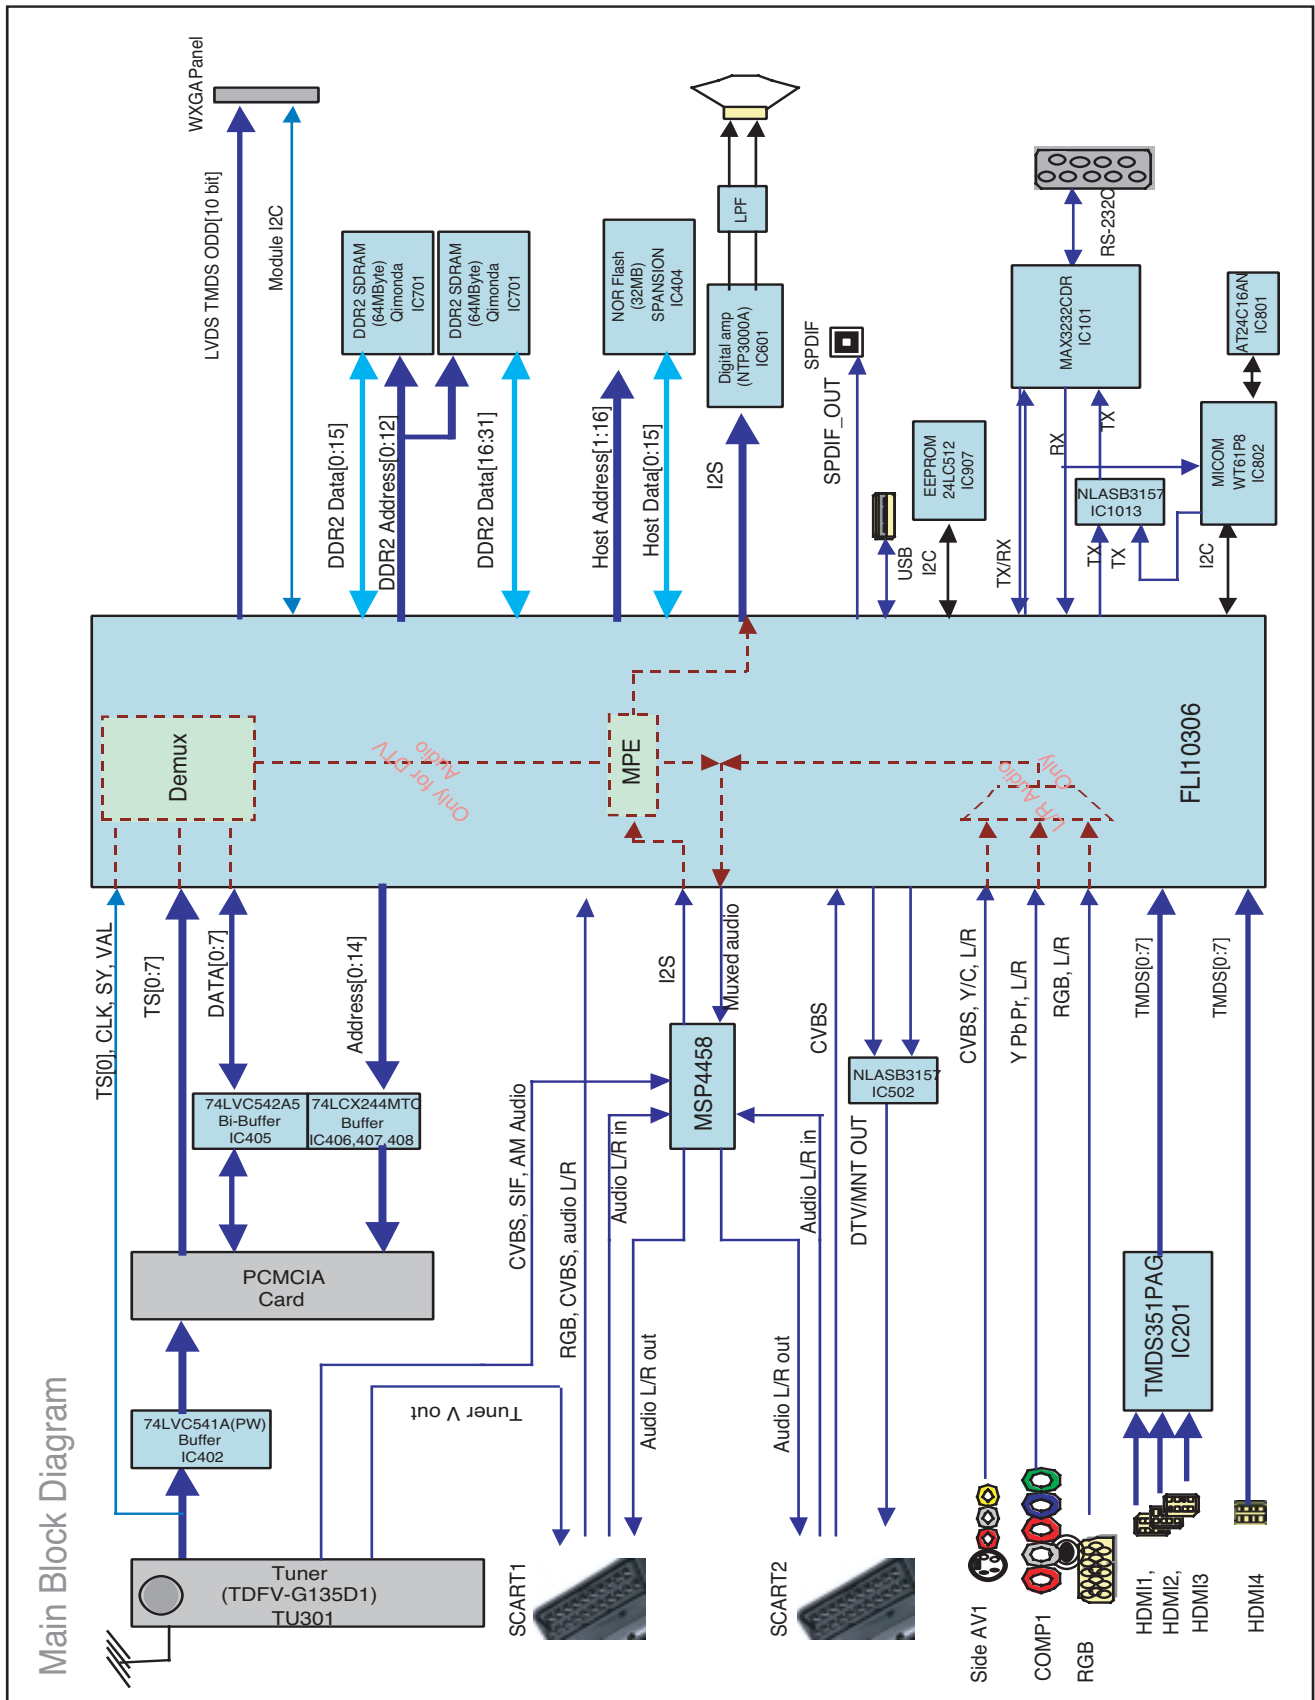 Main Block Diagram
WXGA Panel
LVDS TMDS ODD[10 bit]
Module I2C
DDR2 SDRAM
(64MByte)
Qimonda
IC701
DDR2 SDRAM
(64MByte)
Qimonda
IC701
DDR2 Data[0:15]
DDR2 Address[0:12]
DDR2 Data[16:31]
NOR Flash
(32MB)
SPANSION
IC404
Host Address[1:16]
Host Data[0:15]
LPF
Digital amp
(NTP3000A)
IC601
I2S
SPDIF
SPDIF_OUT
USB
EEPROM
24LC512
IC907
I2C
RS-232C
MAX3232CDR
IC101
TX/RX
RX
TX
NLASB3157
IC1013
TX
TX
AT24C16AN
IC801
MICOM
WT61P8
IC802
I2C
Demux
Only for DTV
Audio
MPE
L/R Audio
Only
FLI10306
TS[0], CLK, SY, VAL
TS[0:7]
DATA[0:7]
Address[0:14]
74LVC542A5
Bi-Buffer
IC405
74LCX244MTC
Buffer
IC406,407,408
PCMCIA
Card
74LVC541A(PW)
Buffer
IC402
Tuner
(TDFV-G135D1)
TU301
CVBS, SIF, AM Audio
Tuner V out
RGB, CVBS, audio L/R
Audio L/R in
Audio L/R out
I2S
Muxed audio
MSP4458
Audio L/R in
Audio L/R out
CVBS
NLASB3157
IC502
DTV/MNT OUT
SCART1
SCART2
CVBS, Y/C, L/R
Y Pb Pr, L/R
RGB, L/R
TMDS[0:7]
TMDS[0:7]
TMDS351PAG
IC201
Side AV1
COMP1
RGB
HDMI1,
HDMI2,
HDMI3
HDMI4